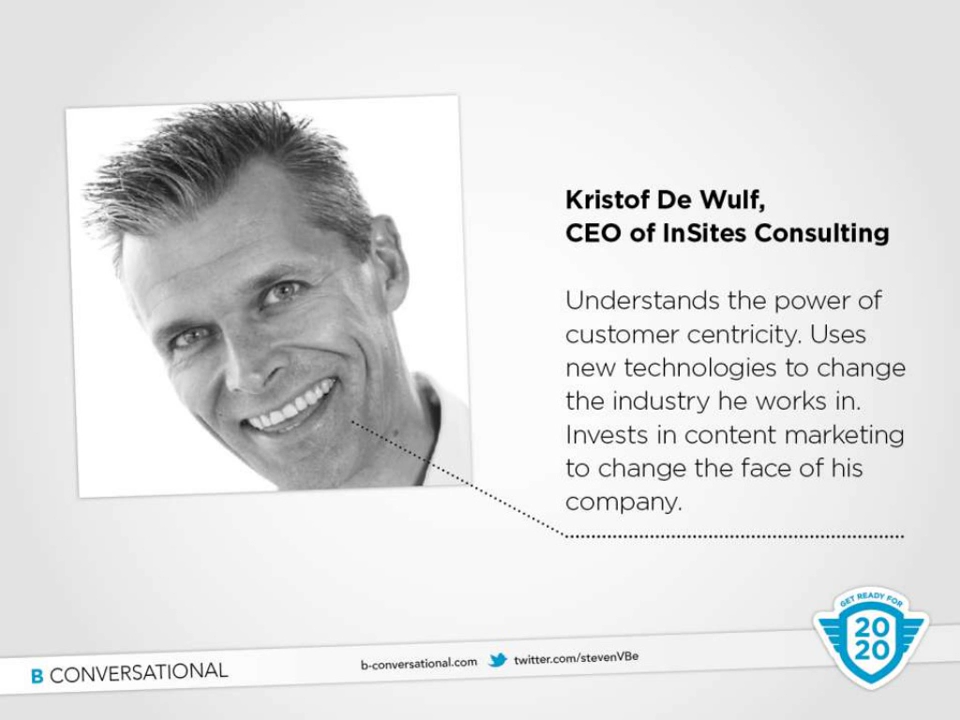 Kristof De Wulf,
CEO of InSites Consulting
Understands the power of
customer centricity. Uses
new technologies to change
the industry he works in.
Invests in content marketing
to change the face of his
company.
GET READY FOR
20
20
B CONVERSATIONAL
b-conversational.com
twitter.com/stevenVBe